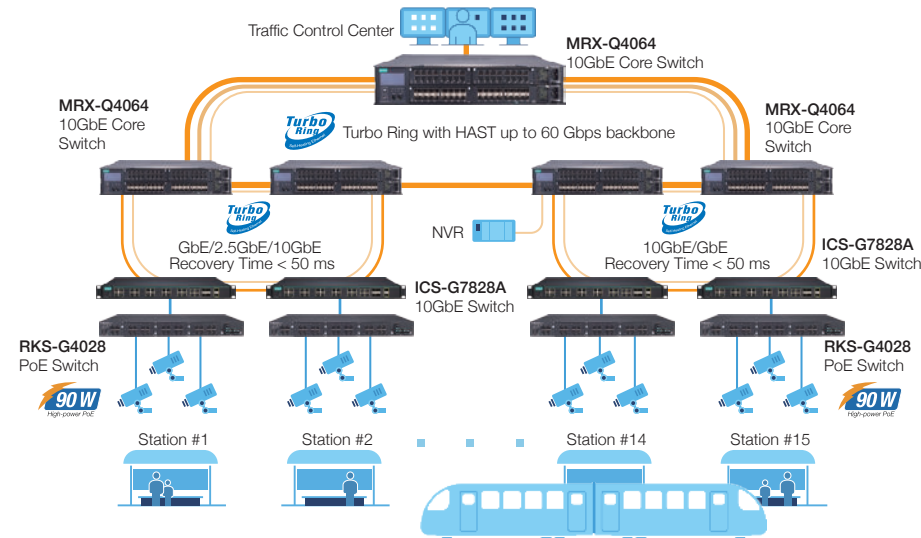 Traffic Control Center
MRX-Q4064
10GbE Core Switch
MRX-Q4064
10GbE Core
Switch
Turbo
Ring
Turbo Ring with HAST up to 60 Gbps backbone
MRX-Q4064
10GbE Core
Switch
Turbo
Ring
GbE/2.5GbE/10GbE
Recovery Time < 50 ms
NVR
Turbo
Ring
10GbE/GbE
Recovery Time < 50 ms
ICS-G7828A
10GbE Switch
ICS-G7828A
10GbE Switch
RKS-G4028
PoE Switch
90 W
High-power PoE
RKS-G4028
PoE Switch
90 W
High-power PoE
Station #1
Station #2
Station #14
Station #15